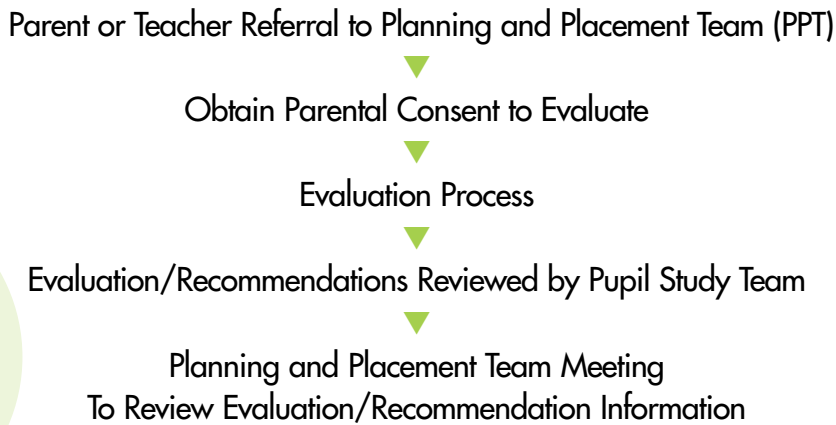 Parent or Teacher Referral to Planning and Placement Team (PPT)
Obtain Parental Consent to Evaluate
Evaluation Process
Evaluation/Recommendations Reviewed by Pupil Study Team
Planning and Placement Team Meeting
To Review Evaluation/Recommendation Information